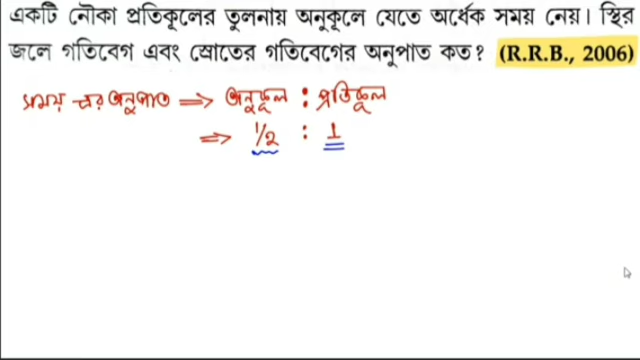 একটি নৌকা প্রতিকূলের তুলনায় অনুকূলে যেতে অর্ধেক সময় নেয়। স্থির
জলে গতিবেগ এবং স্রোতের গতিবেগের অনুপাত কত? (R.R.B., 2006)
সময় এর অনুপাত ⇒ অনুকূল : প্রতিকূল
⇒ 1/2 : 1